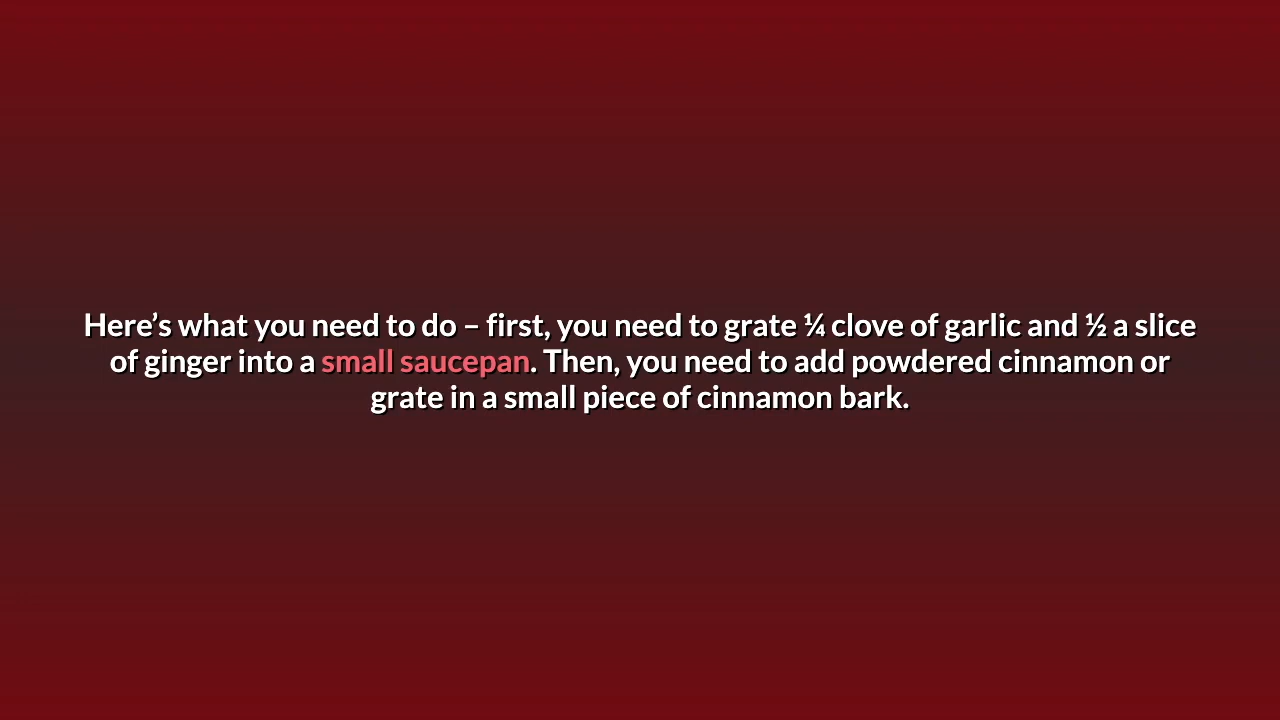 Here’s what you need to do – first, you need to grate ¼ clove of garlic and ½ a slice
of ginger into a small saucepan. Then, you need to add powdered cinnamon or
grate in a small piece of cinnamon bark.